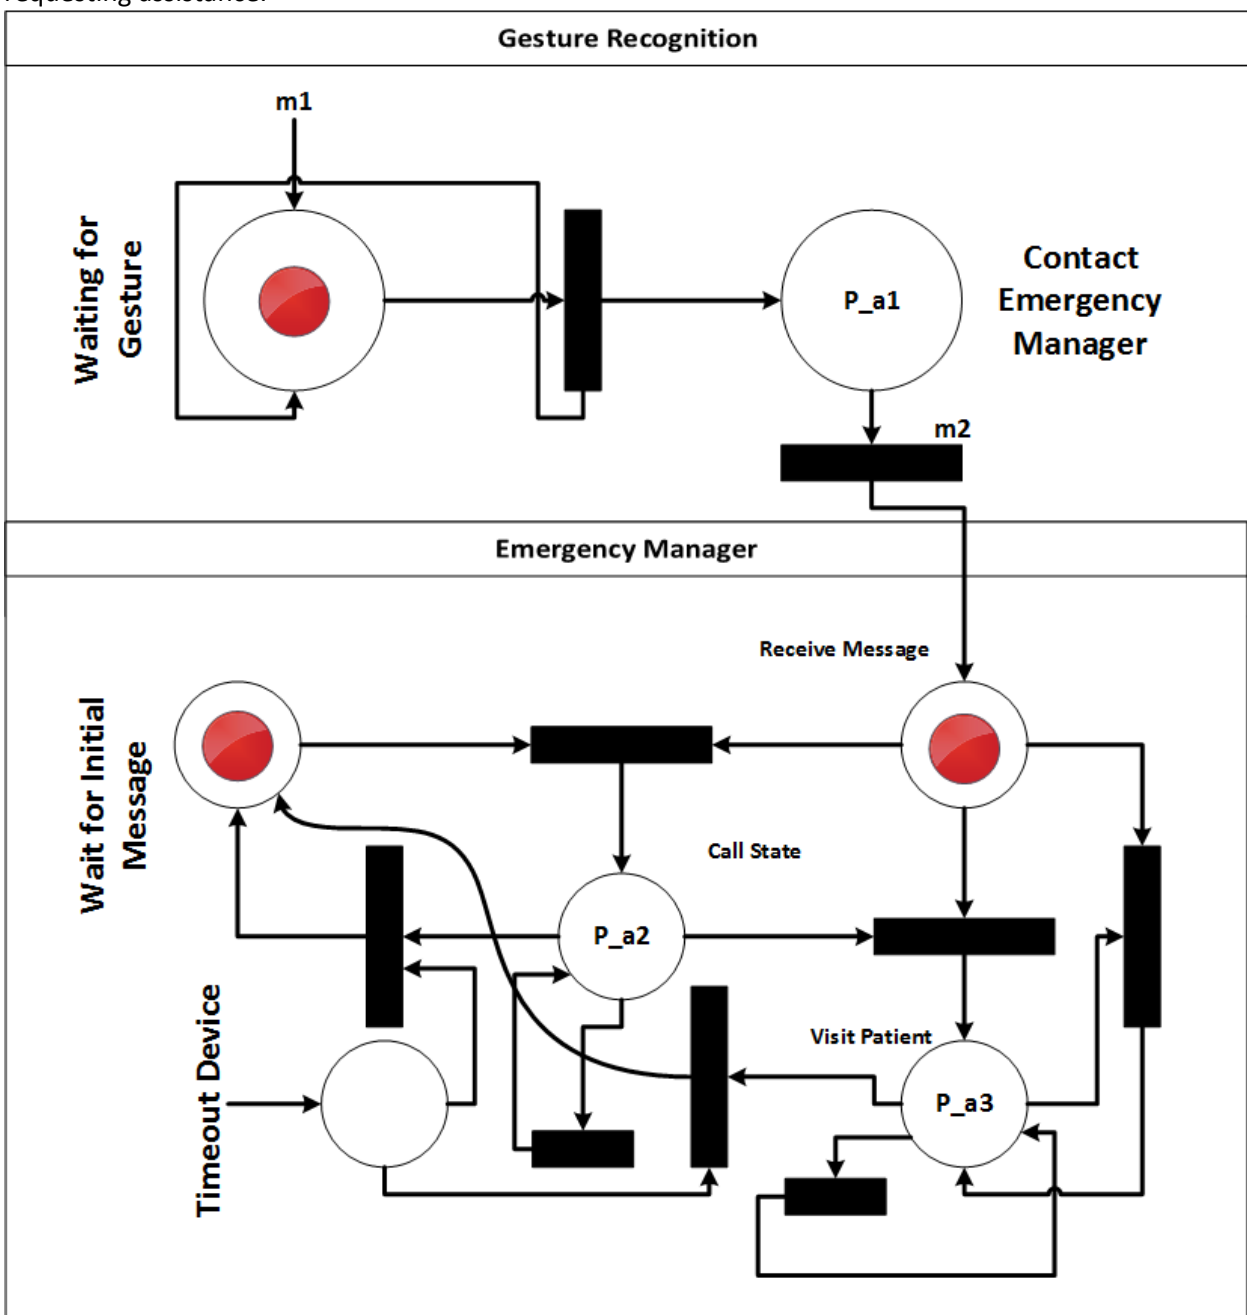 requesting assistance.
Gesture Recognition
m1
Waiting for
Gesture
P_a1
Contact
Emergency
Manager
m2
Emergency Manager
Receive Message
Wait for Initial
Message
Call State
P_a2
Timeout Device
Visit Patient
P_a3